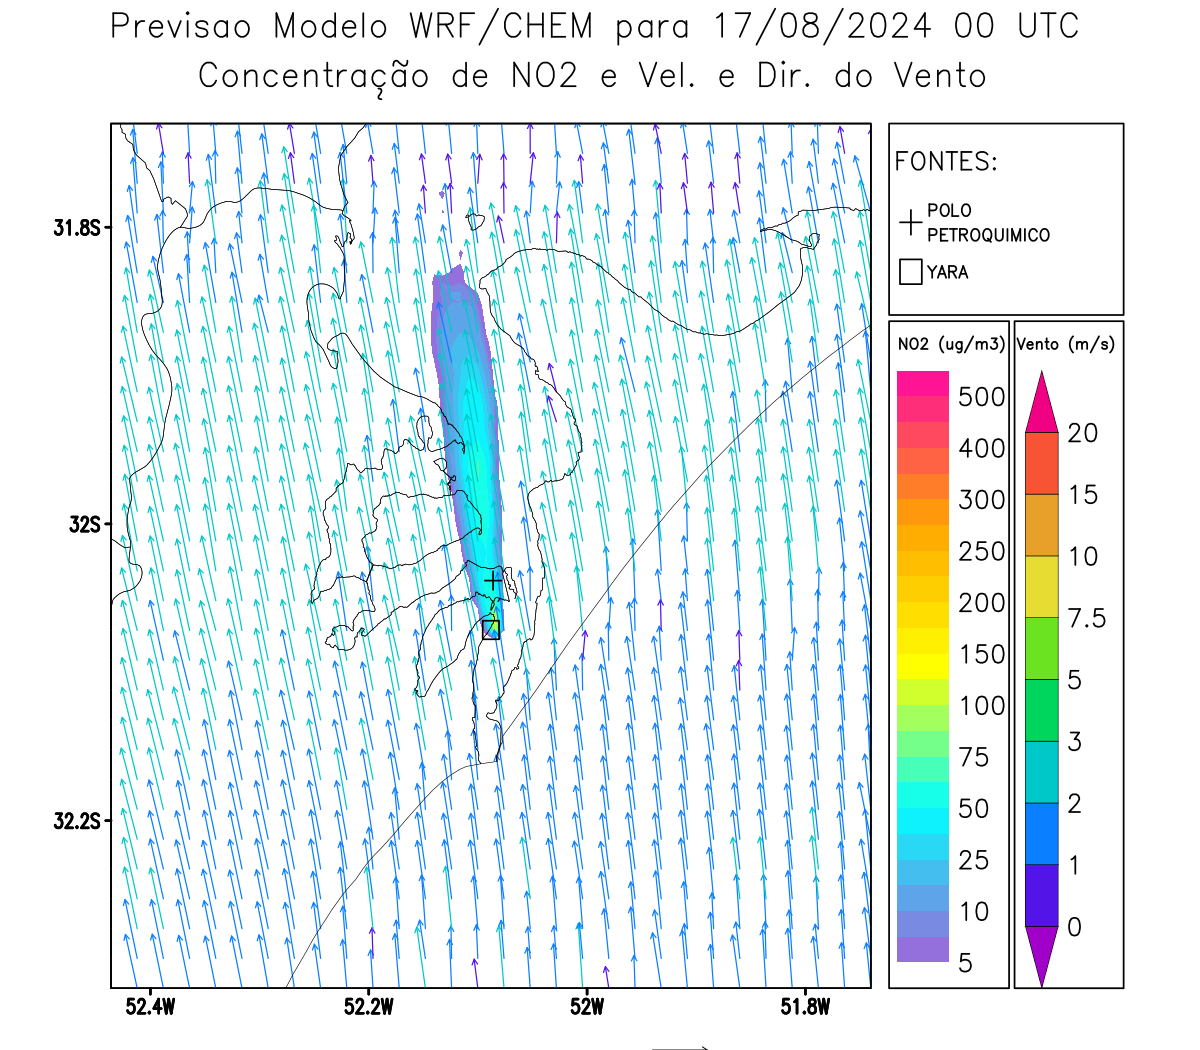 Previsao Modelo WRF/CHEM para 17/08/2024 00 UTC
Concentração de NO2 e Vel. e Dir. do Vento
FONTES:
POLO
PETROQUIMICO
YARA
NO2 (ug/m3)
500
400
300
250
200
150
100
75
50
25
10
5
Vento (m/s)
20
15
10
7.5
5
3
2
1
0
31.8S
32S
32.2S
52.4W
52.2W
52W
51.8W